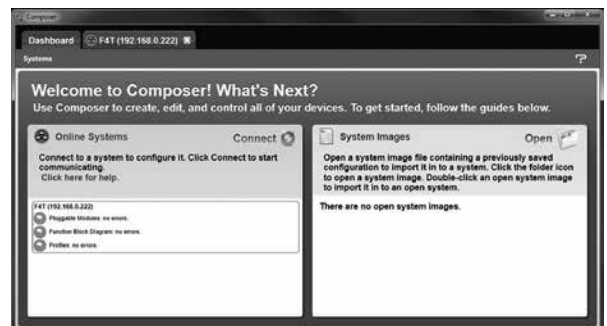 Composer
Dashboard
F4T (192.168.0.222)
Systems
?
Welcome to Composer! What's Next?
Use Composer to create, edit, and control all of your devices. To get started, follow the guides below.
Online Systems
Connect
Connect to a system to configure it. Click Connect to start
communicating.
Click here for help.
F4T (192.168.0.222)
Pluggable Modules: no errors.
Function Block Diagram: no errors.
Profiles: no errors.
System Images
Open
Open a system image file containing a previously saved
configuration to import it in to a system. Click the folder icon
to open a system image. Double-click an open system image
to import it in to an open system.
There are no open system images.